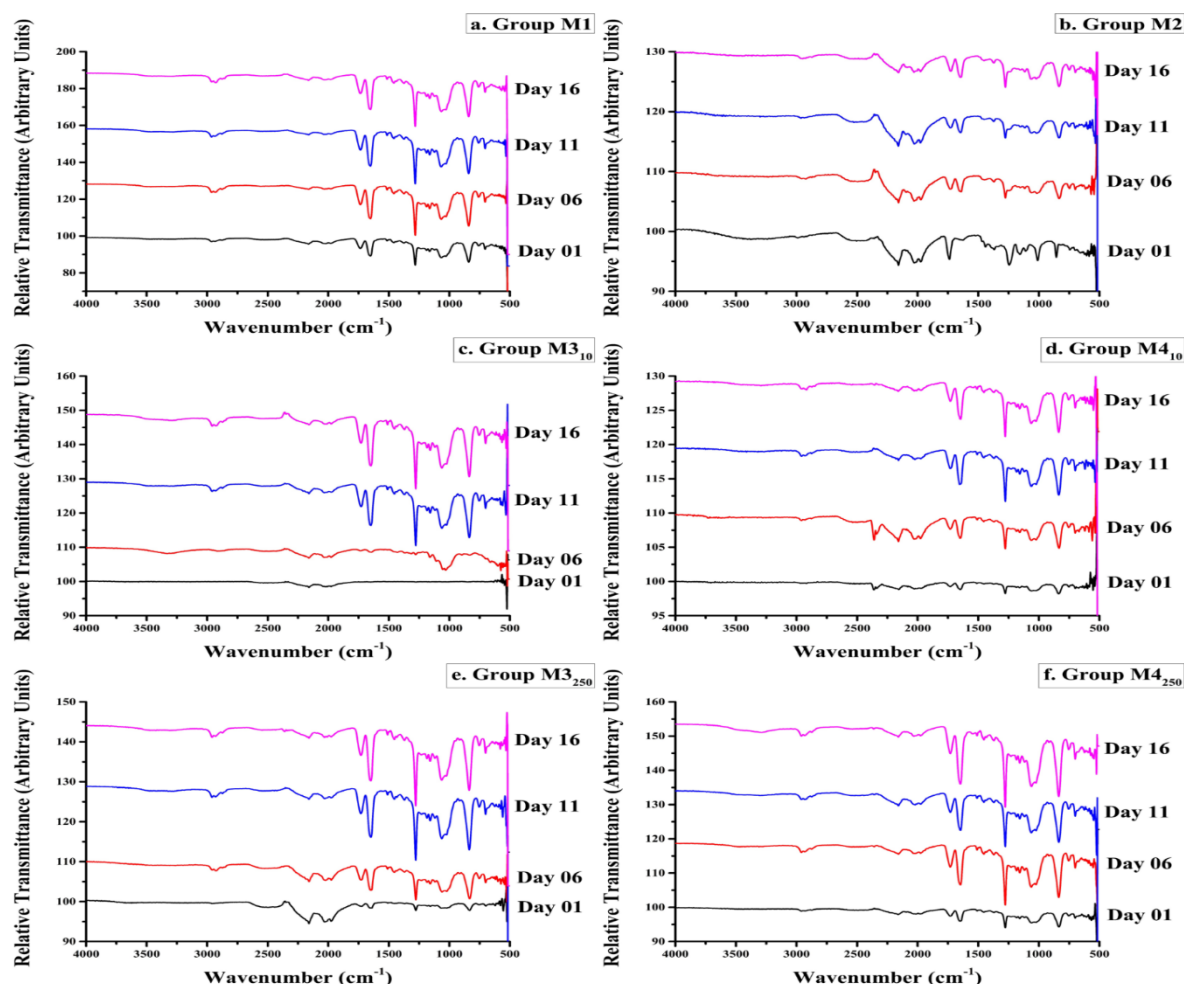 a. Group M1
Relative Transmittance (Arbitrary Units)
200
180
160
140
120
100
80
Day 16
Day 11
Day 06
Day 01
4000 3500 3000 2500 2000 1500 1000 500
Wavenumber (cm-1)
b. Group M2
Relative Transmittance (Arbitrary Units)
130
120
110
100
90
Day 16
Day 11
Day 06
Day 01
4000 3500 3000 2500 2000 1500 1000 500
Wavenumber (cm-1)
c. Group M310
Relative Transmittance (Arbitrary Units)
160
150
140
130
120
110
100
90
Day 16
Day 11
Day 06
Day 01
4000 3500 3000 2500 2000 1500 1000 500
Wavenumber (cm-1)
d. Group M410
Relative Transmittance (Arbitrary Units)
130
125
120
115
110
105
100
95
Day 16
Day 11
Day 06
Day 01
4000 3500 3000 2500 2000 1500 1000 500
Wavenumber (cm-1)
e. Group M3250
Relative Transmittance (Arbitrary Units)
150
140
130
120
110
100
90
Day 16
Day 11
Day 06
Day 01
4000 3500 3000 2500 2000 1500 1000 500
Wavenumber (cm-1)
f. Group M4250
Relative Transmittance (Arbitrary Units)
160
150
140
130
120
110
100
90
Day 16
Day 11
Day 06
Day 01
4000 3500 3000 2500 2000 1500 1000 500
Wavenumber (cm-1)